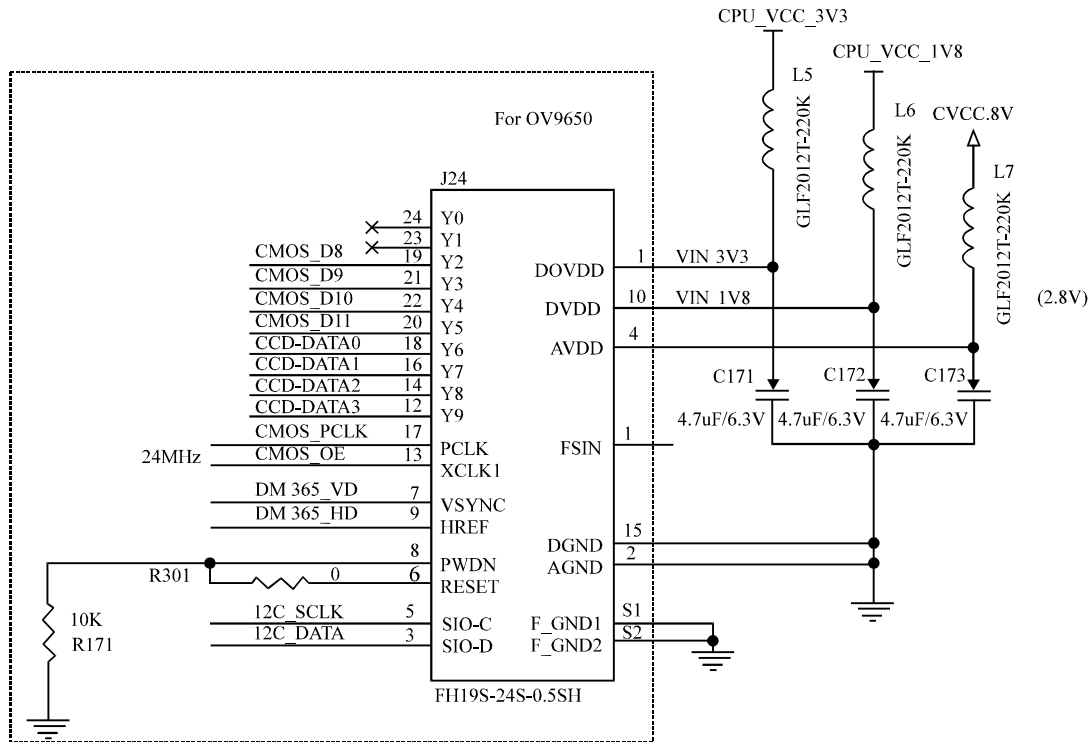 CPU_VCC_3V3
CPU_VCC_1V8
CVCC.8V
L5
GLF2012T-220K
L6
GLF2012T-220K
L7
GLF2012T-220K
(2.8V)
For OV9650
J24
24 Y0
23 Y1
CMOS_D8 19 Y2
CMOS_D9 21 Y3
CMOS_D10 22 Y4
CMOS_D11 20 Y5
CCD-DATA0 18 Y6
CCD-DATA1 16 Y7
CCD-DATA2 14 Y8
CCD-DATA3 12 Y9
CMOS_PCLK 17 PCLK
24MHz CMOS_OE 13 XCLK1
DM 365_VD 7 VSYNC
DM 365_HD 9 HREF
8 PWDN
R301 0 6 RESET
12C_SCLK 5 SIO-C
12C_DATA 3 SIO-D
10K
R171
DOVDD 1 VIN 3V3
DVDD 10 VIN 1V8
AVDD 4
C171 C172 C173
4.7uF/6.3V 4.7uF/6.3V 4.7uF/6.3V
FSIN 1
DGND 15
AGND 2
F_GND1 S1
F_GND2 S2
FH19S-24S-0.5SH